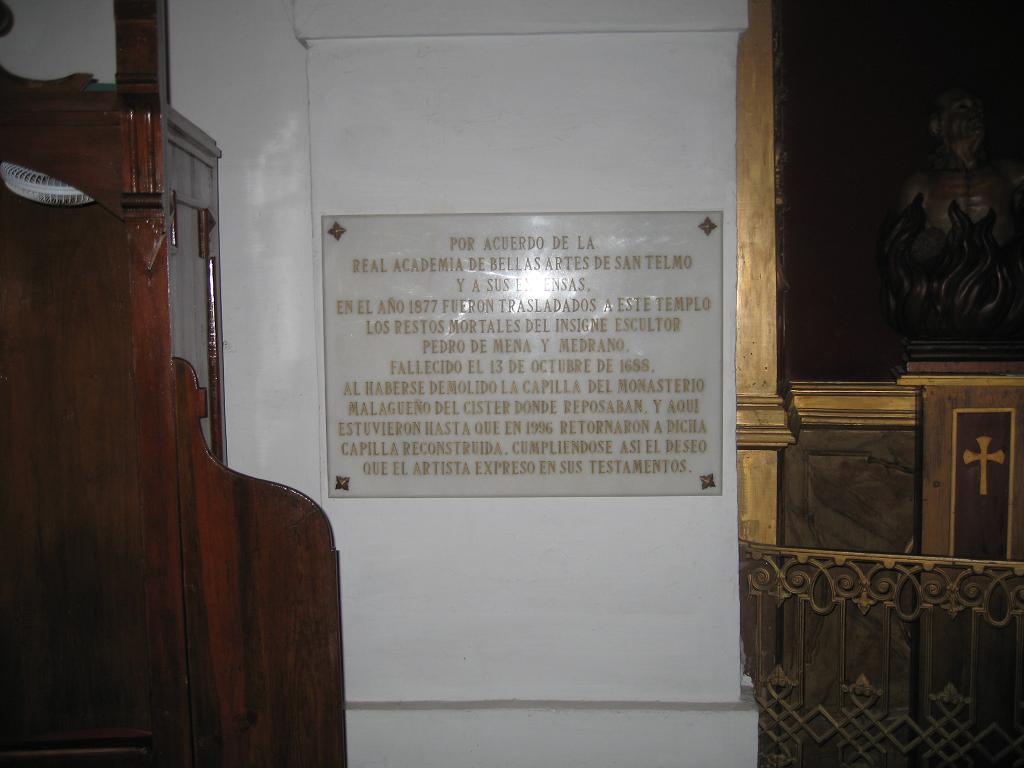 POR ACUERDO DE LA
REAL ACADEMIA DE BELLAS ARTES DE SAN TELMO
Y A SUS
EN EL AÑO 1877 FUERON TRASLADADOS A ESTE TEMPLO
LOS RESTOS MORTALES DEL INSIGNE ESCULTOR
PEDRO DE MENA Y MEDRANO,
FALLECIDO EL 13 DE OCTUBRE DE 1688,
AL HABERSE DEMOLIDO LA CAPILLA DEL MONASTERIO
MALAGUEÑO DEL CISTER DONDE REPOSABAN, Y AQUI
ESTUVIERON HASTA QUE EN 1996 RETORNARON A DICHA
CAPILLA RECONSTRUIDA, CUMPLIENDOSE ASI EL DESEO
QUE EL ARTISTA EXPRESO EN SUS TESTAMENTOS.